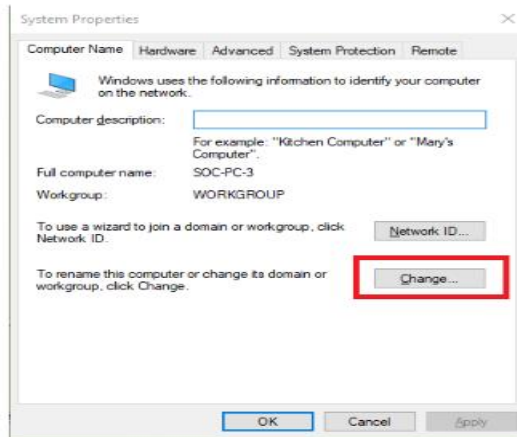 System Properties
Computer Name Hardware Advanced System Protection Remote
Windows uses the following information to identify your computer
on the network.
Computer description:
For example: "Kitchen Computer" or "Mary's
Computer".
Full computer name: SOC-PC-3
Workgroup: WORKGROUP
To use a wizard to join a domain or workgroup, click
Network ID.
Network ID...
To rename this computer or change its domain or
workgroup, click Change.
Change...
OK Cancel Apply